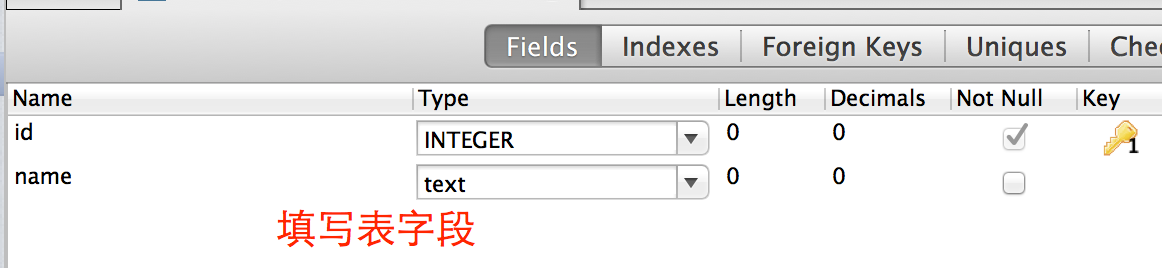 Fields Indexes Foreign Keys Uniques
Name Type Length Decimals Not Null Key
id INTEGER 0 0 1
name text 0 0
填写表字段